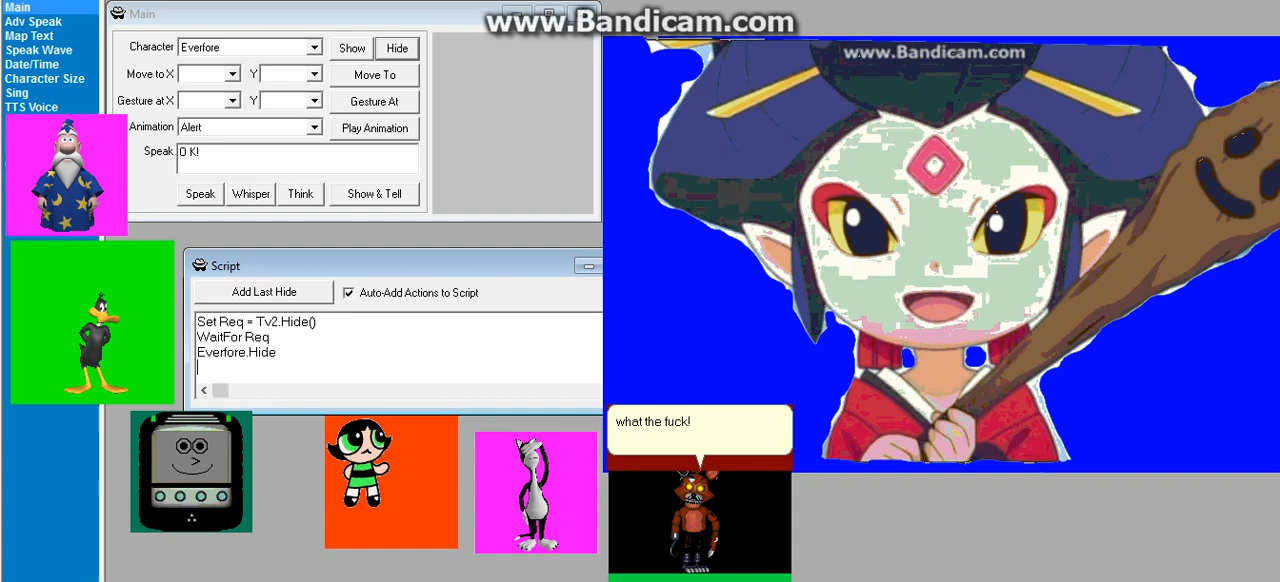 Main
Adv Speak
Map Text
Speak Wave
Date/Time
Character Size
Sing
TTS Voice
Main
www.Bandicam.com
Character Everfore Show Hide
Move to X Y Move To
Gesture at X Y Gesture At
Animation Alert Play Animation
Speak O K!
Speak Whisper Think Show & Tell
www.Bandicam.com
Script
Add Last Hide Auto-Add Actions to Script
Set Req = Tv2.Hide()
WaitFor Req
Everfore.Hide
what the fuck!